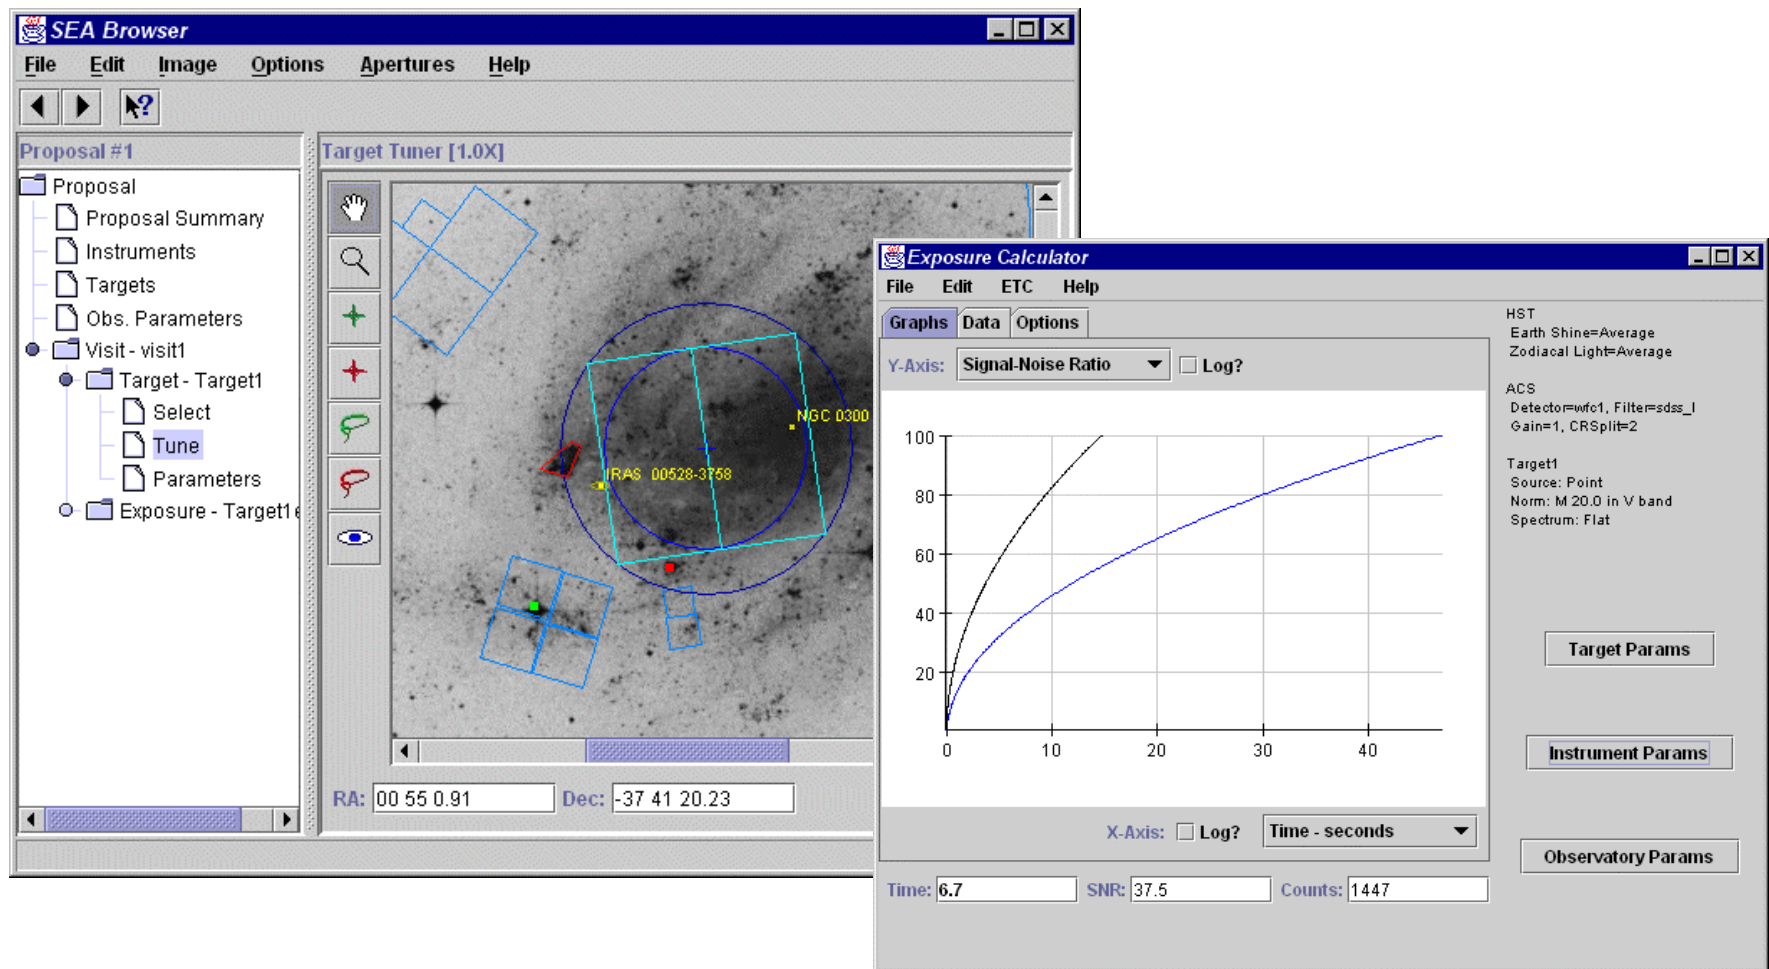 SEA Browser
File Edit Image Options Apertures Help
Proposal #1
Proposal
Proposal Summary
Instruments
Targets
Obs. Parameters
Visit - visit1
Target - Target1
Select
Tune
Parameters
Exposure - Target1e
Target Tuner [1.0X]
NGC 0300
IRAS 00528-3758
RA: 00 55 0.91 Dec: -37 41 20.23
Exposure Calculator
File Edit ETC Help
Graphs Data Options
Y-Axis: Signal-Noise Ratio Log?
100
80
60
40
20
0 10 20 30 40
X-Axis: Log? Time - seconds
Time: 6.7 SNR: 37.5 Counts: 1447
HST
Earth Shine=Average
Zodiacal Light=Average
ACS
Detector=wfc1, Filter=sdss_I
Gain=1, CRSplit=2
Target1
Source: Point
Norm: M 20.0 in V band
Spectrum: Flat
Target Params
Instrument Params
Observatory Params